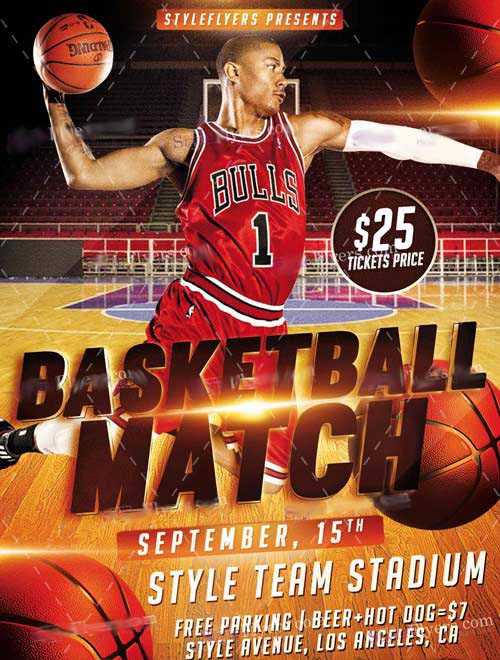 STYLEFLYERS PRESENTS
SPALDING
BULLS
1
$25
TICKETS PRICE
BASKETBALL
MATCH
SEPTEMBER, 15TH
STYLE TEAM STADIUM
FREE PARKING | BEER+HOT DOG=$7
STYLE AVENUE, LOS ANGELES, CA